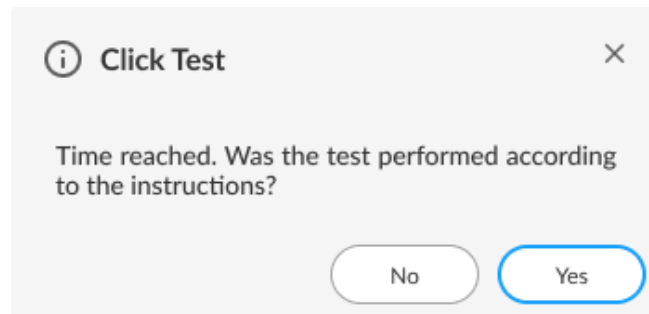 Click Test
Time reached. Was the test performed according
to the instructions?
No
Yes